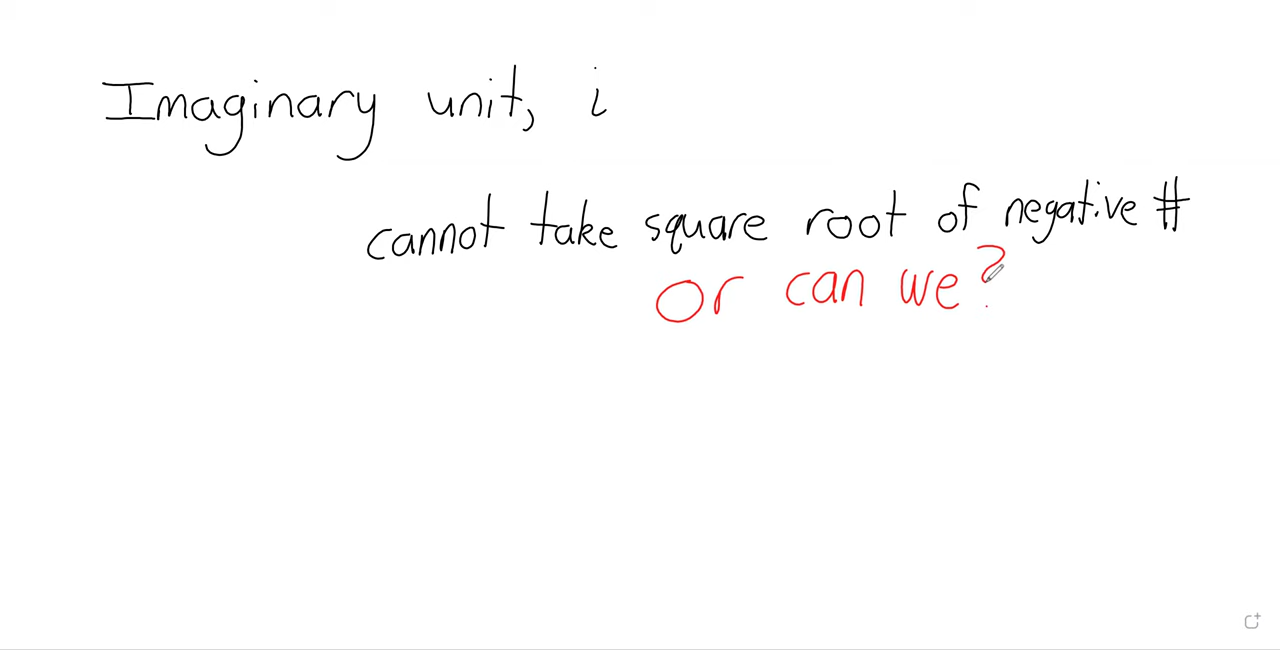 Imaginary unit, i
cannot take square root of negative #
Or can we?